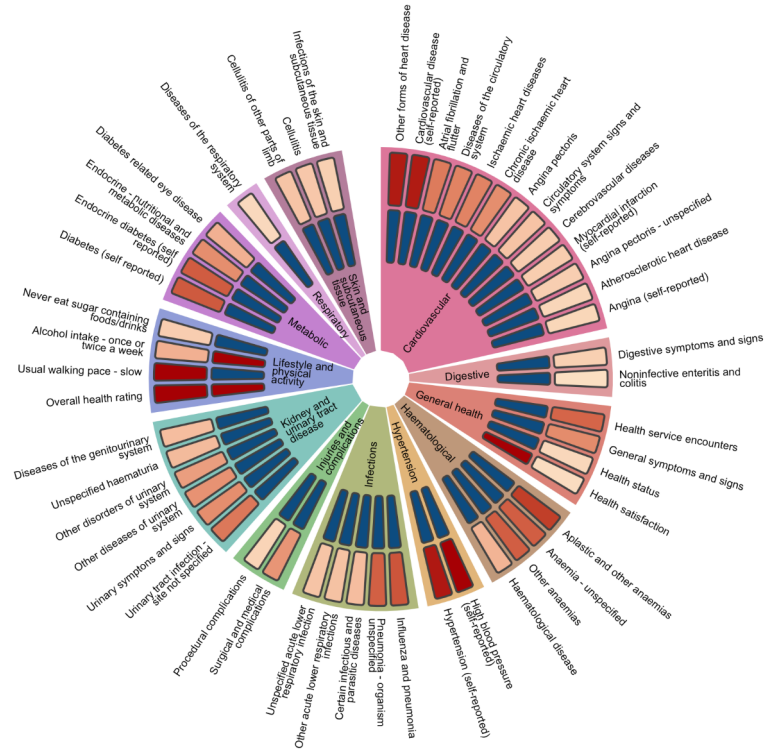 Other forms of heart disease
Cardiovascular disease
(self-reported)
Atrial fibrillation and
flutter
Diseases of the circulatory
system
Ischaemic heart diseases
Chronic ischaemic heart
disease
Angina pectoris
Circulatory system signs and
symptoms
Cerebrovascular diseases
Myocardial infarction
(self-reported)
Angina pectoris - unspecified
Atherosclerotic heart disease
Angina (self-reported)
Cardiovascular
Digestive symptoms and signs
Noninfective enteritis and
colitis
Digestive
Health service encounters
General symptoms and signs
Health status
Health satisfaction
General health
Aplastic and other anaemias
Anaemia - unspecified
Other anaemias
Haematological disease
Haematological
High blood pressure
(self-reported)
Hypertension (self-reported)
Hypertension
Influenza and pneumonia
Pneumonia - organism
unspecified
Certain infectious and
parasitic diseases
Other acute lower respiratory
infections
Unspecified acute lower
respiratory infection
Infections
Surgical and medical
complications
Procedural complications
Injuries and
complications
Urinary tract infection -
site not specified
Urinary symptoms and signs
Other diseases of urinary
system
Other disorders of urinary
system
Unspecified haematuria
Diseases of the genitourinary
system
Kidney and
urinary tract
disease
Overall health rating
Usual walking pace - slow
Alcohol intake - once or
twice a week
Never eat sugar containing
foods/drinks
Lifestyle and
physical
activity
Diabetes (self reported)
Endocrine diabetes (self
reported)
Endocrine - nutritional and
metabolic diseases
Diabetes related eye disease
Metabolic
Diseases of the respiratory
system
Respiratory
Cellulitis of other parts of
limb
Cellulitis
Infections of the skin and
subcutaneous tissue
Skin and
subcutaneous
tissue